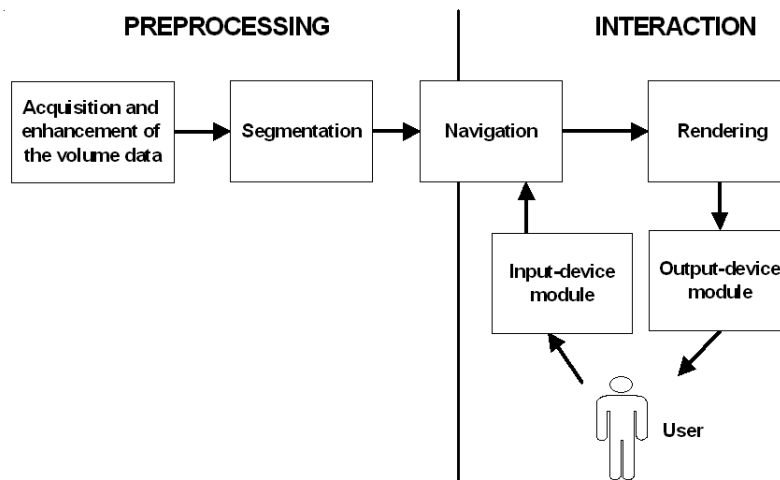 PREPROCESSING
INTERACTION
Acquisition and
enhancement of
the volume data
Segmentation
Navigation
Rendering
Input-device
module
Output-device
module
User